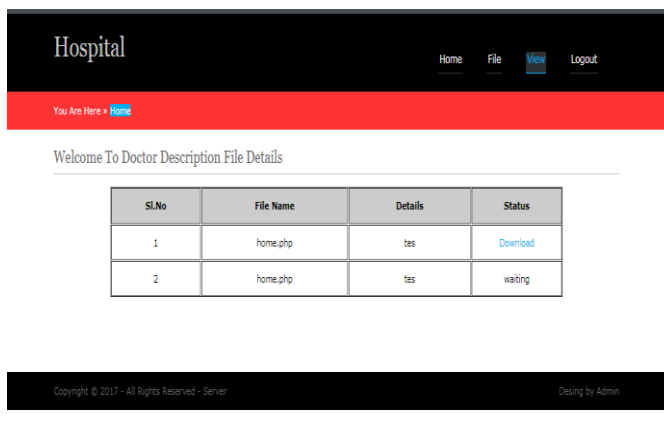 Hospital
Home File View Logout
You Are Here » Home
Welcome To Doctor Description File Details
Sl.No File Name Details Status
1 home.php tes Download
2 home.php tes waiting
Copyright © 2017 - All Rights Reserved - Server Desing by Admin